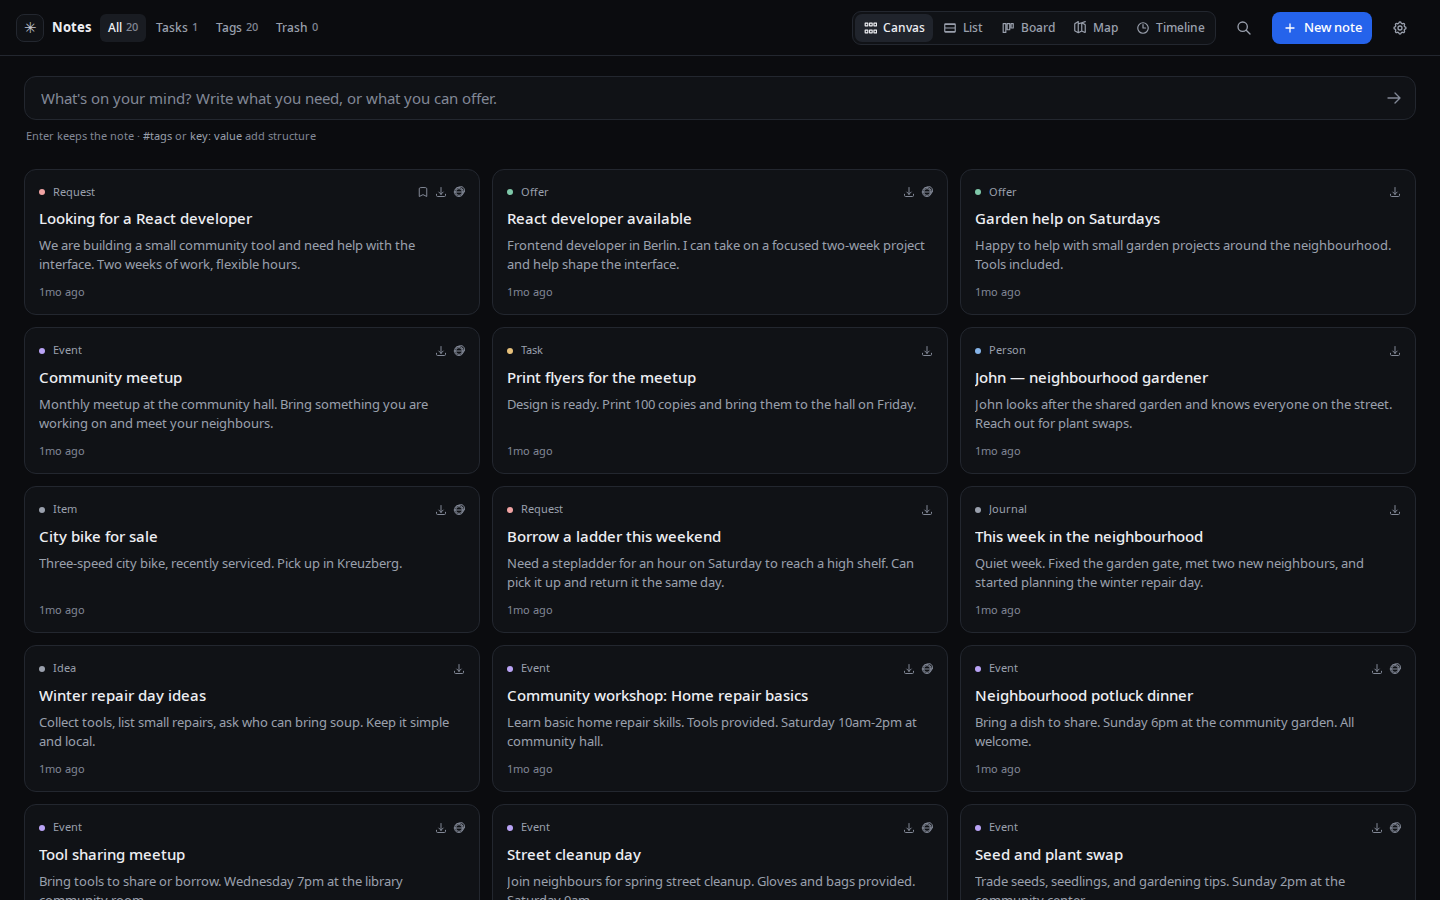 Notes All 20 Tasks 1 Tags 20 Trash 0 Canvas List Board Map Timeline New note
What's on your mind? Write what you need, or what you can offer.
Enter keeps the note · #tags or key: value add structure
Request
Looking for a React developer
We are building a small community tool and need help with the
interface. Two weeks of work, flexible hours.
1mo ago
Offer
React developer available
Frontend developer in Berlin. I can take on a focused two-week project
and help shape the interface.
1mo ago
Offer
Garden help on Saturdays
Happy to help with small garden projects around the neighbourhood.
Tools included.
1mo ago
Event
Community meetup
Monthly meetup at the community hall. Bring something you are
working on and meet your neighbours.
1mo ago
Task
Print flyers for the meetup
Design is ready. Print 100 copies and bring them to the hall on Friday.
1mo ago
Person
John — neighbourhood gardener
John looks after the shared garden and knows everyone on the street.
Reach out for plant swaps.
1mo ago
Item
City bike for sale
Three-speed city bike, recently serviced. Pick up in Kreuzberg.
1mo ago
Request
Borrow a ladder this weekend
Need a stepladder for an hour on Saturday to reach a high shelf. Can
pick it up and return it the same day.
1mo ago
Journal
This week in the neighbourhood
Quiet week. Fixed the garden gate, met two new neighbours, and
started planning the winter repair day.
1mo ago
Idea
Winter repair day ideas
Collect tools, list small repairs, ask who can bring soup. Keep it simple
and local.
1mo ago
Event
Community workshop: Home repair basics
Learn basic home repair skills. Tools provided. Saturday 10am-2pm at
community hall.
1mo ago
Event
Neighbourhood potluck dinner
Bring a dish to share. Sunday 6pm at the community garden. All
welcome.
1mo ago
Event
Tool sharing meetup
Bring tools to share or borrow. Wednesday 7pm at the library
community room.
Event
Street cleanup day
Join neighbours for spring street cleanup. Gloves and bags provided.
Saturday 9am.
Event
Seed and plant swap
Trade seeds, seedlings, and gardening tips. Sunday 2pm at the
community center.